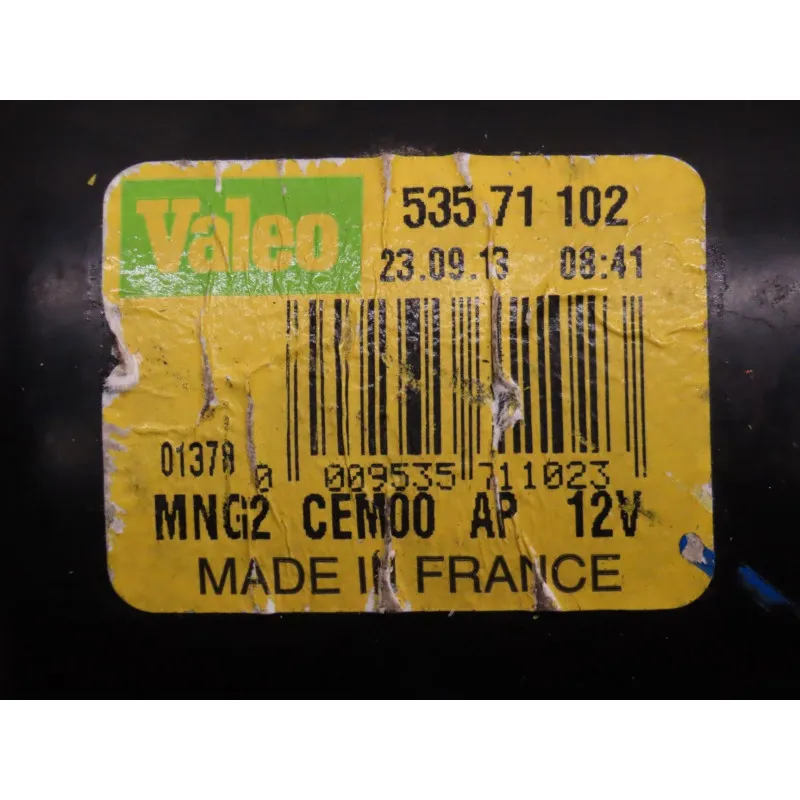 Valeo
535 71 102
23.09.13 08:41
01378
0 009535 711023
MNG2 CEM00 AP 12V
MADE IN FRANCE